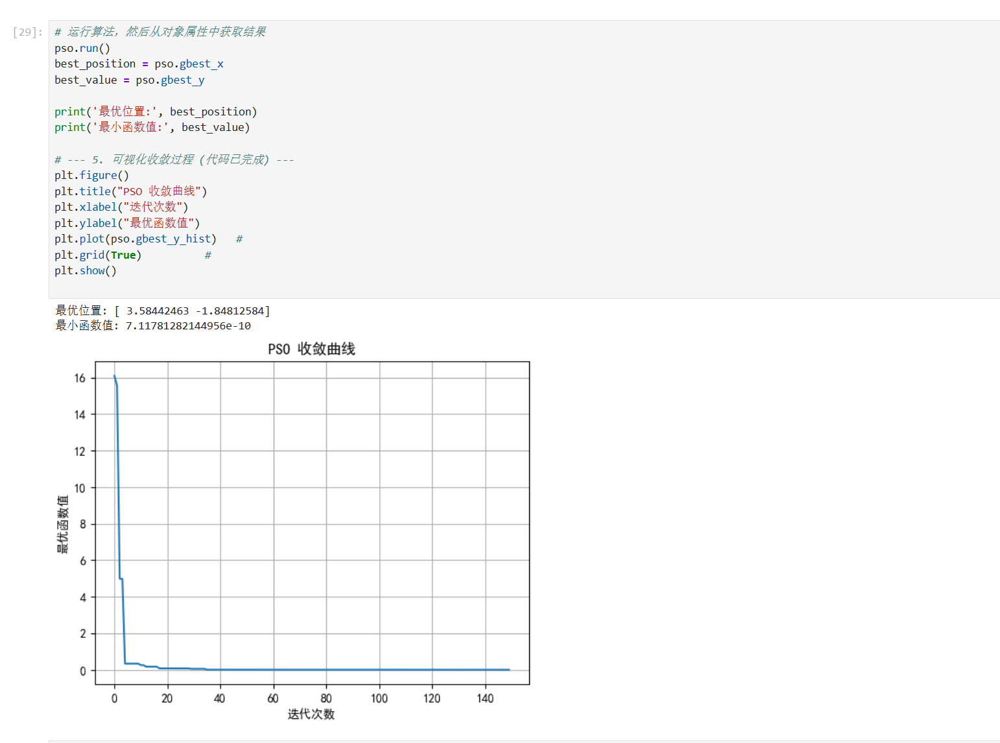 [29]: # 运行算法，然后从对象属性中获取结果
pso.run()
best_position = pso.gbest_x
best_value = pso.gbest_y
print('最优位置:', best_position)
print('最小函数值:', best_value)
# --- 5. 可视化收敛过程 (代码已完成) ---
plt.figure()
plt.title("PSO 收敛曲线")
plt.xlabel("迭代次数")
plt.ylabel("最优函数值")
plt.plot(pso.gbest_y_hist)   #
plt.grid(True)          #
plt.show()
最优位置: [ 3.58442463 -1.84812584]
最小函数值: 7.11781282144956e-10
PSO 收敛曲线
16
14
12
10
8
6
4
2
0
最优函数值
0 20 40 60 80 100 120 140
迭代次数